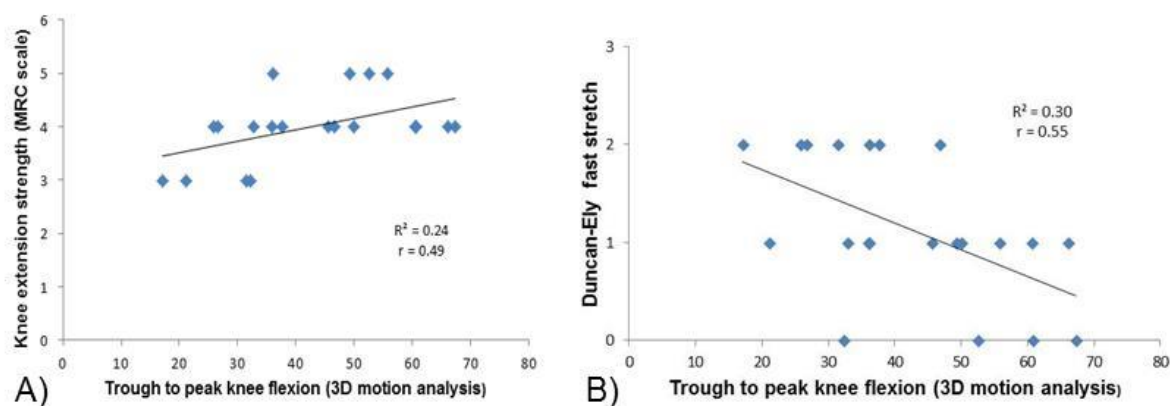 6
5
4
3
2
1
0
Knee extension strength (MRC scale)
R² = 0.24
r = 0.49
0 10 20 30 40 50 60 70 80
Trough to peak knee flexion (3D motion analysis)
A)
3
2
1
0
Duncan-Ely fast stretch
R² = 0.30
r = 0.55
0 10 20 30 40 50 60 70 80
Trough to peak knee flexion (3D motion analysis)
B)